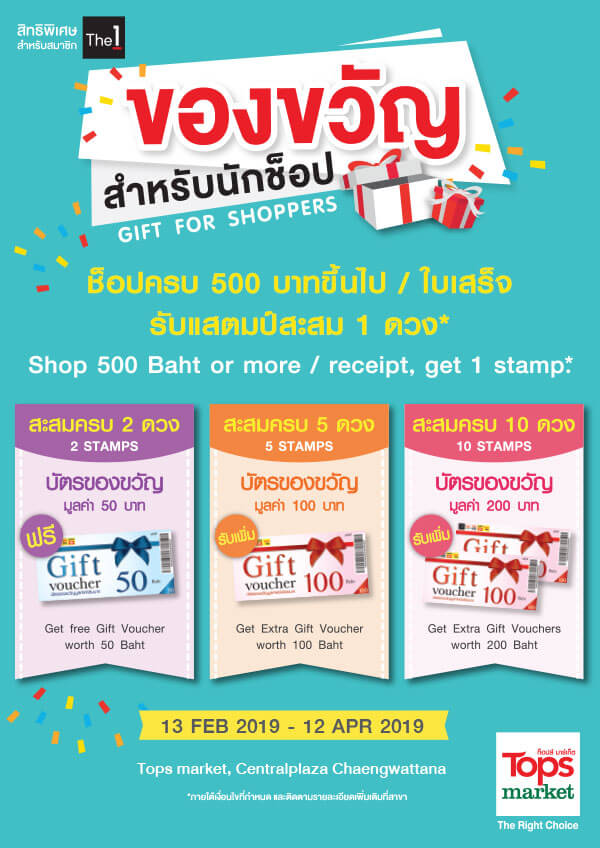 สิทธิพิเศษ
สำหรับสมาชิก
The1
ของขวัญ
สำหรับนักช็อป
GIFT FOR SHOPPERS
ช็อปครบ 500 บาทขึ้นไป / ใบเสร็จ
รับแสตมป์สะสม 1 ดวง*
Shop 500 Baht or more / receipt, get 1 stamp.*
สะสมครบ 2 ดวง
2 STAMPS
บัตรของขวัญ
มูลค่า 50 บาท
ฟรี
Gift
voucher 50 Baht
Get free Gift Voucher
worth 50 Baht
สะสมครบ 5 ดวง
5 STAMPS
บัตรของขวัญ
มูลค่า 100 บาท
รับเพิ่ม
Gift
voucher 100 Baht
Get Extra Gift Voucher
worth 100 Baht
สะสมครบ 10 ดวง
10 STAMPS
บัตรของขวัญ
มูลค่า 200 บาท
รับเพิ่ม
Gift
voucher 100 Baht
Get Extra Gift Vouchers
worth 200 Baht
13 FEB 2019 - 12 APR 2019
Tops market, Centralplaza Chaengwattana
*ภายใต้เงื่อนไขที่กำหนด และติดตามรายละเอียดเพิ่มเติมที่สาขา
ท็อปส์ มาร์เก็ต
Tops
market
The Right Choice